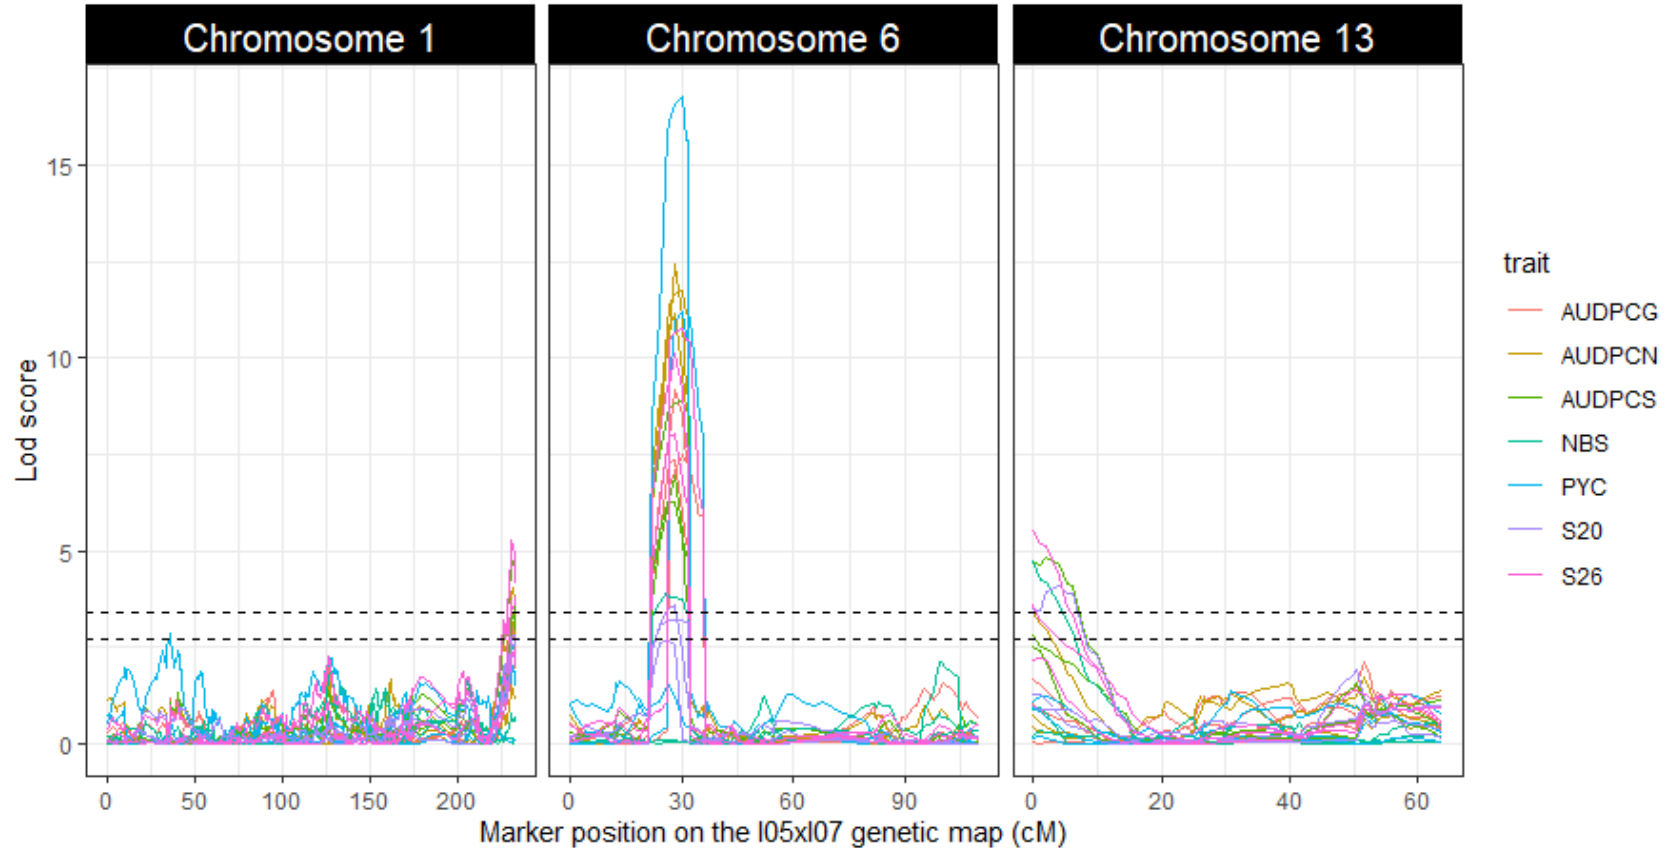 Chromosome 1
Chromosome 6
Chromosome 13
Lod score
15
10
5
0
0 50 100 150 200
0 30 60 90
0 20 40 60
Marker position on the I05xI07 genetic map (cM)
trait
AUDPCG
AUDPCN
AUDPCS
NBS
PYC
S20
S26